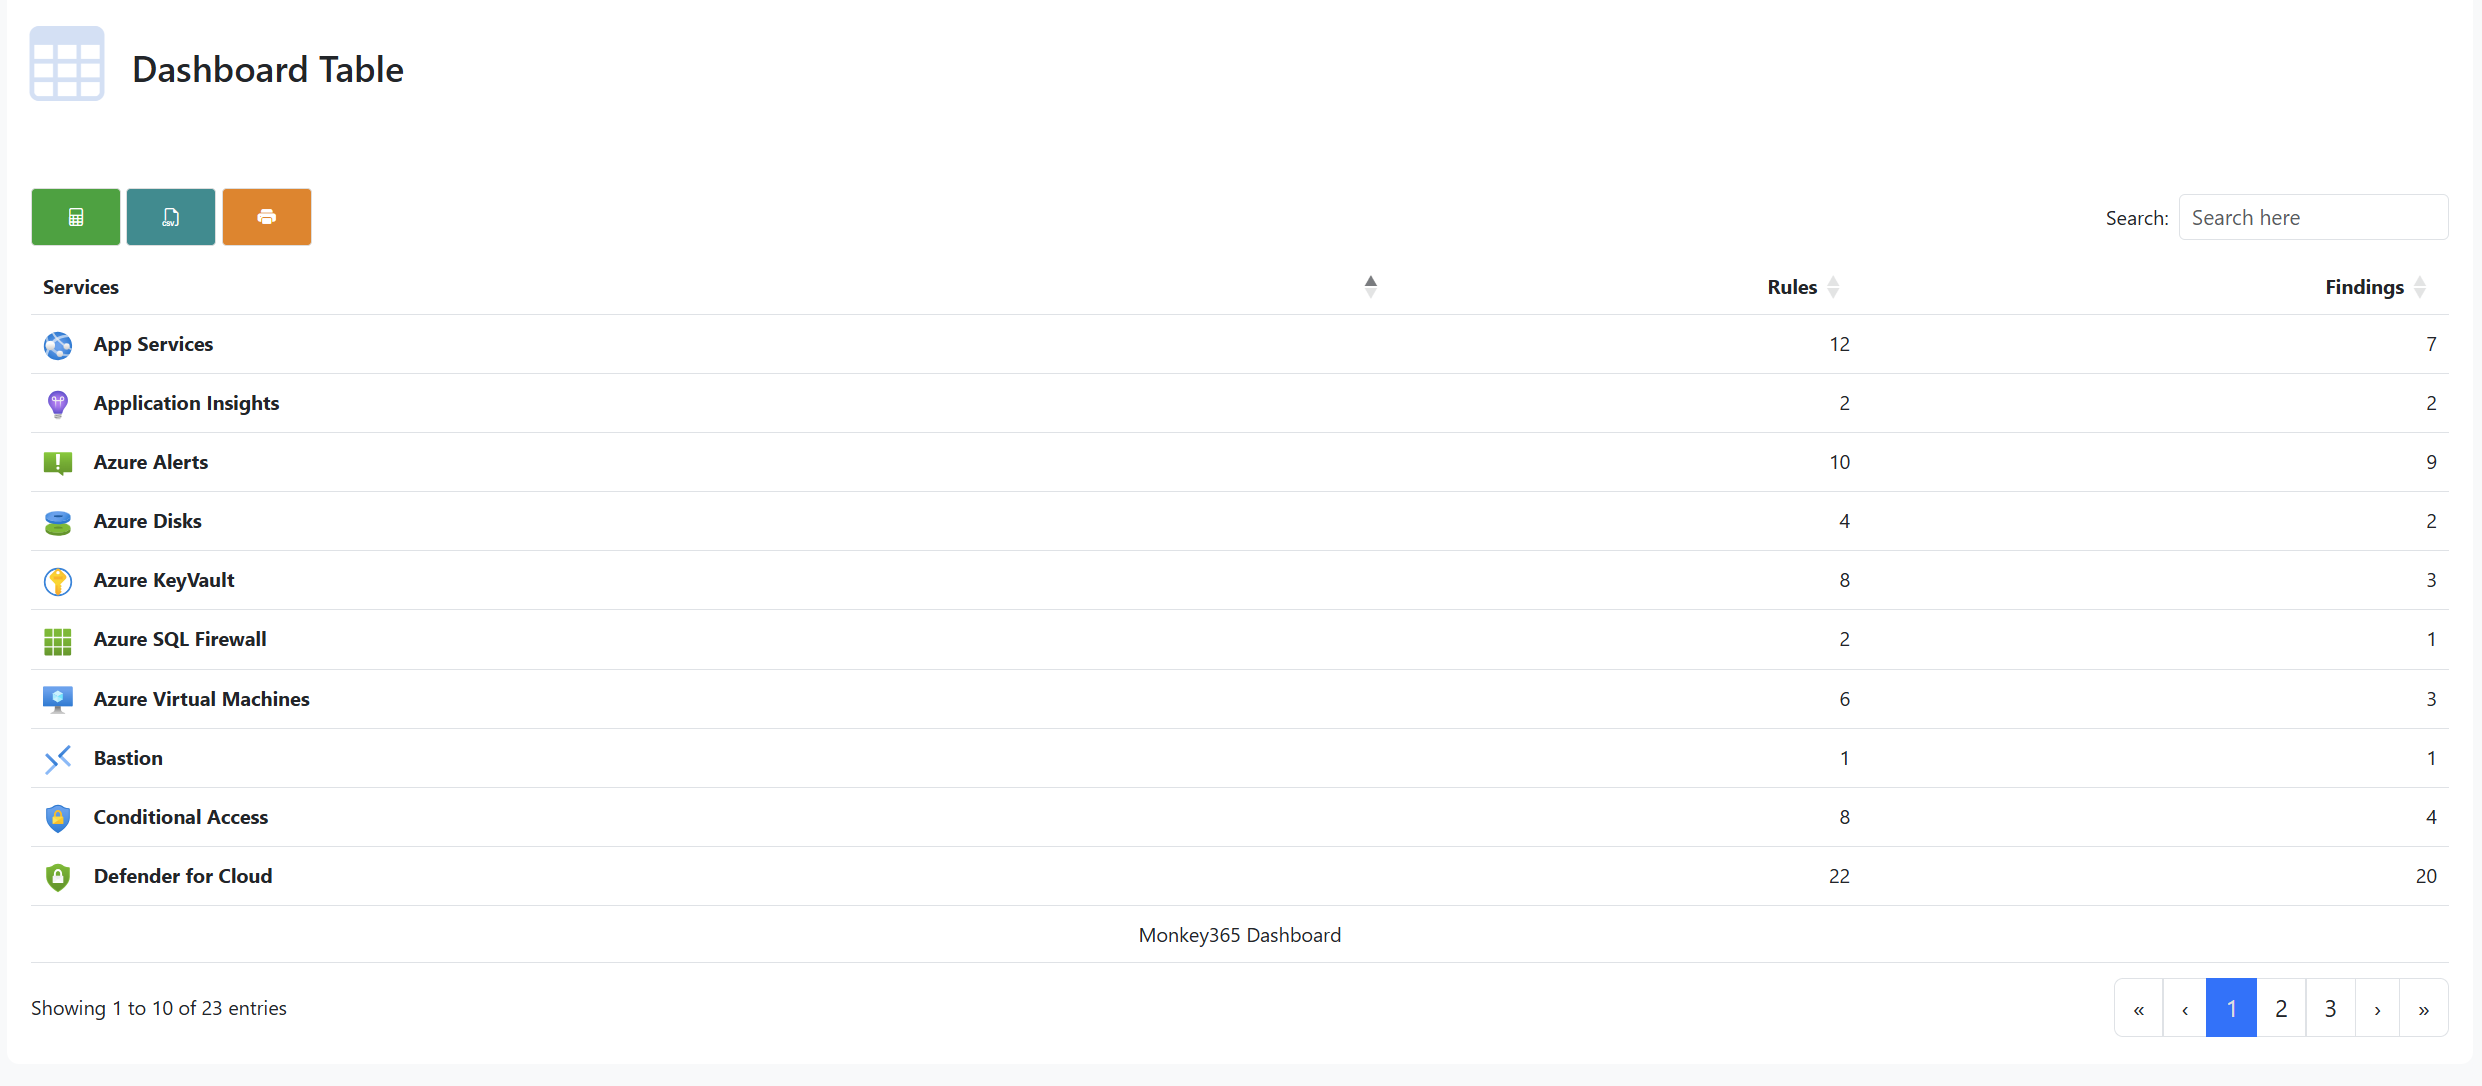 Dashboard Table
CSV
Search: Search here
Services Rules Findings
App Services 12 7
Application Insights 2 2
Azure Alerts 10 9
Azure Disks 4 2
Azure KeyVault 8 3
Azure SQL Firewall 2 1
Azure Virtual Machines 6 3
Bastion 1 1
Conditional Access 8 4
Defender for Cloud 22 20
Monkey365 Dashboard
Showing 1 to 10 of 23 entries « ‹ 1 2 3 › »